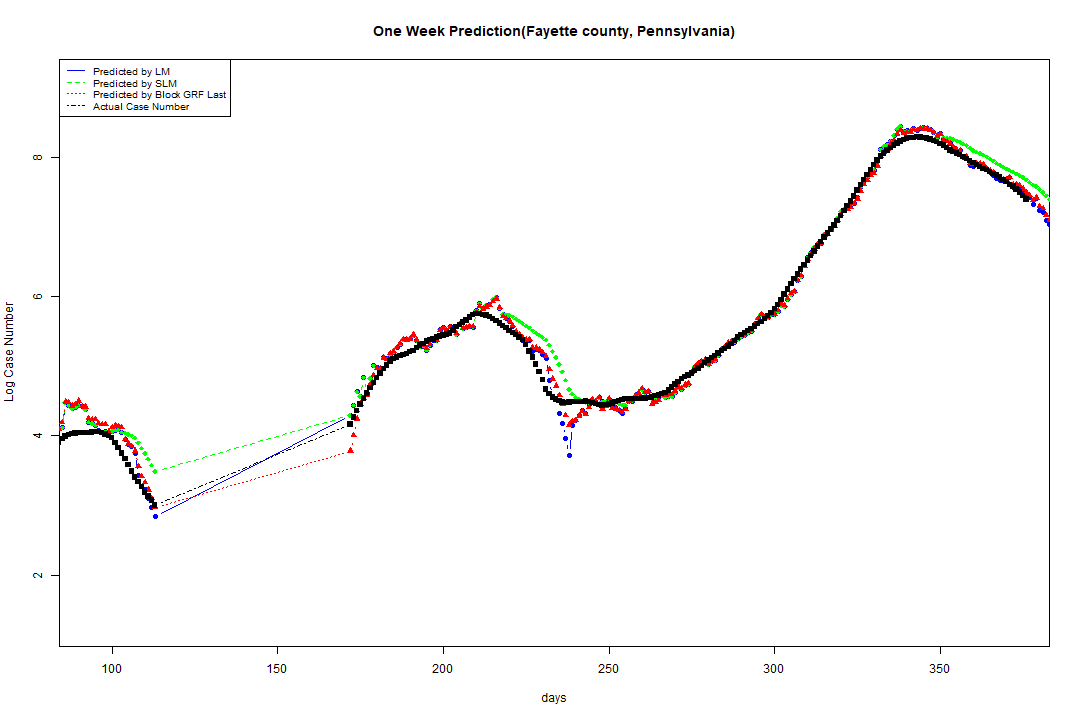 One Week Prediction(Fayette county, Pennsylvania)
Predicted by LM
Predicted by SLM
Predicted by Block GRF Last
Actual Case Number
Log Case Number
8
6
4
2
100 150 200 250 300 350
days